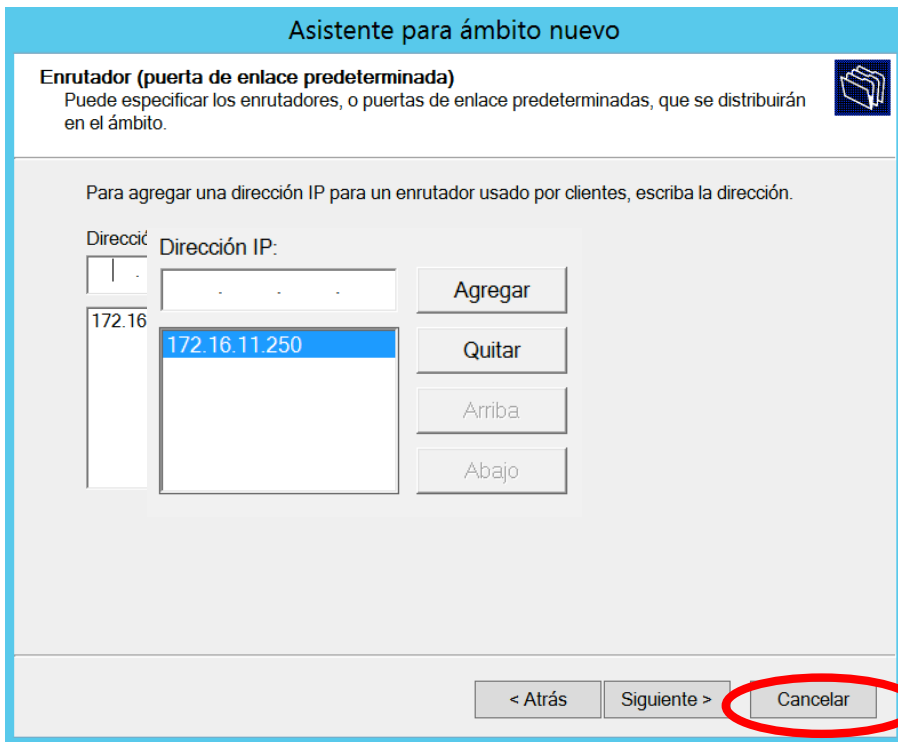 Asistente para ámbito nuevo
Enrutador (puerta de enlace predeterminada)
Puede especificar los enrutadores, o puertas de enlace predeterminadas, que se distribuirán
en el ámbito.
Para agregar una dirección IP para un enrutador usado por clientes, escriba la dirección.
Dirección IP:
. . .
Agregar
172.16
172.16.11.250
Quitar
Arriba
Abajo
< Atrás
Siguiente >
Cancelar